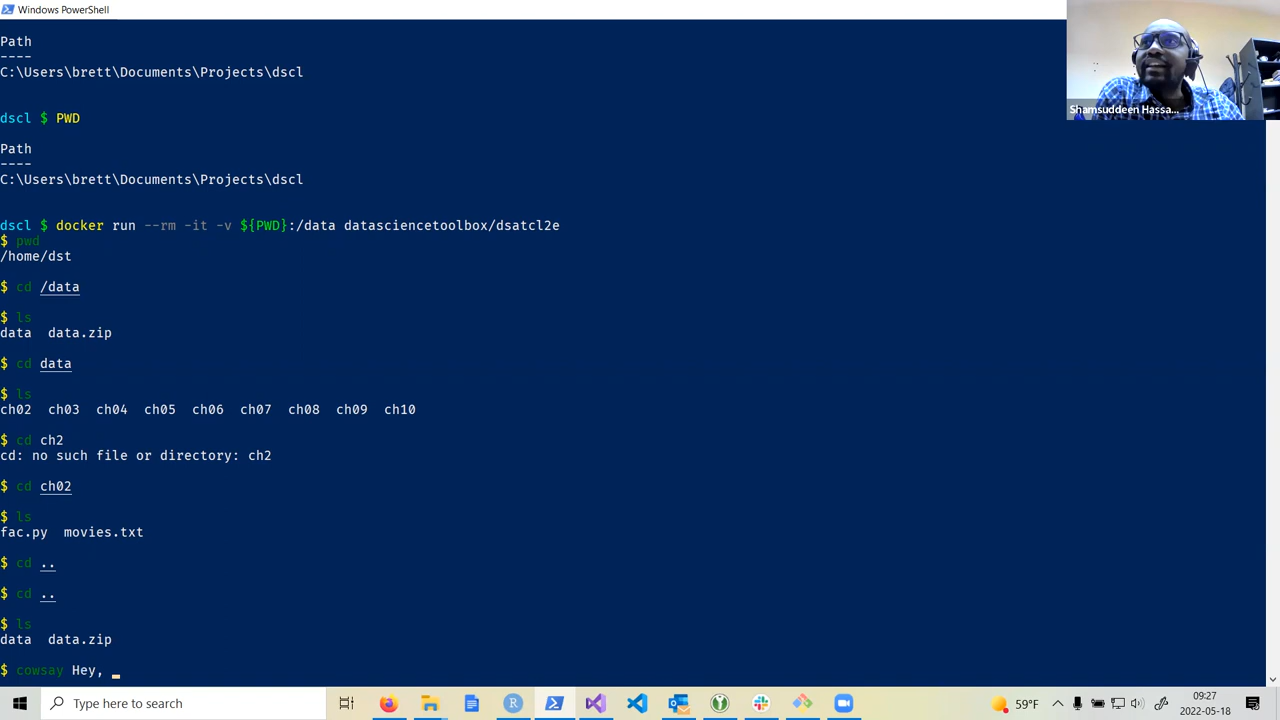 Windows PowerShell
Path
----
C:\Users\brett\Documents\Projects\dscl
dscl $ PWD
Path
----
C:\Users\brett\Documents\Projects\dscl
dscl $ docker run --rm -it -v ${PWD}:/data datasciencetoolbox/dsatcl2e
$ pwd
/home/dst
$ cd /data
$ ls
data  data.zip
$ cd data
$ ls
ch02  ch03  ch04  ch05  ch06  ch07  ch08  ch09  ch10
$ cd ch2
cd: no such file or directory: ch2
$ cd ch02
$ ls
fac.py  movies.txt
$ cd ..
$ cd ..
$ ls
data  data.zip
$ cowsay Hey, _
Shamsuddeen Hassa...
Type here to search
59°F
09:27
2022-05-18